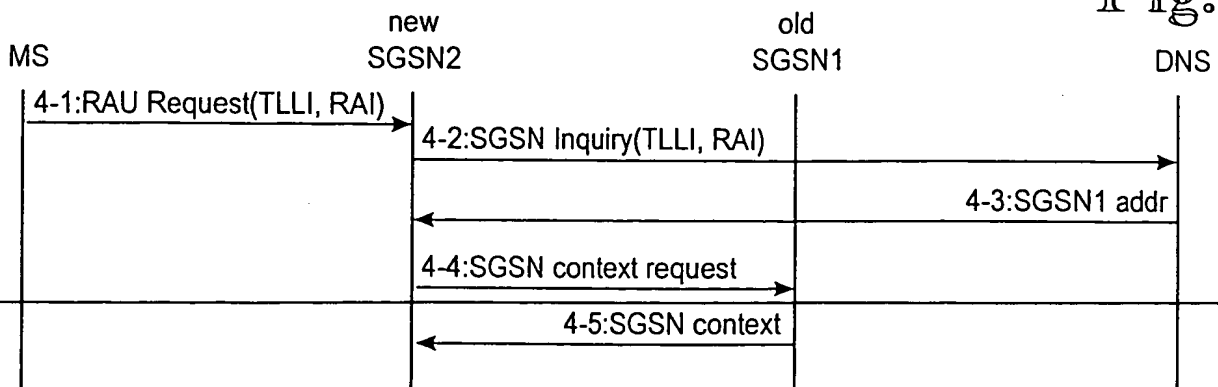 Fig.
new
old
MS
SGSN2
SGSN1
DNS
4-1:RAU Request(TLLI, RAI)
4-2:SGSN Inquiry(TLLI, RAI)
4-3:SGSN1 addr
4-4:SGSN context request
4-5:SGSN context